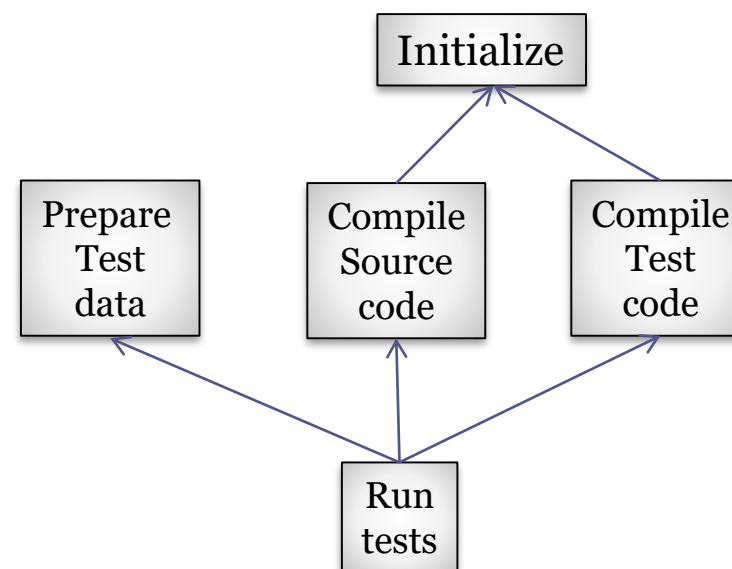 Initialize
Prepare
Test
data
Compile
Source
code
Compile
Test
code
Run
tests